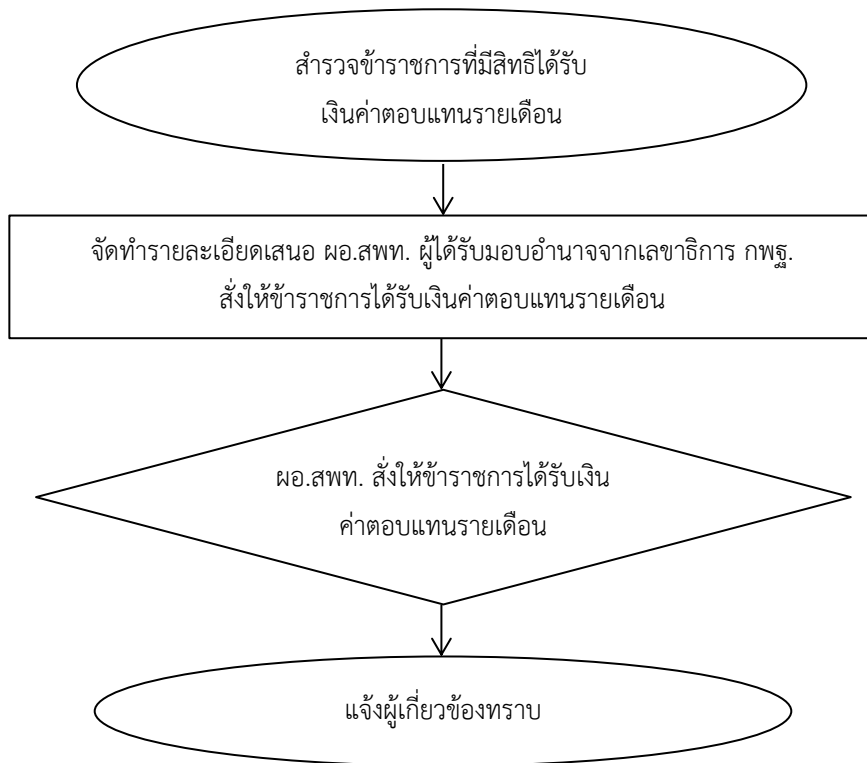 สำรวจข้าราชการที่มีสิทธิได้รับ
เงินค่าตอบแทนรายเดือน
จัดทำรายละเอียดเสนอ ผอ.สพท. ผู้ได้รับมอบอำนาจจากเลขาธิการ กพฐ.
สั่งให้ข้าราชการได้รับเงินค่าตอบแทนรายเดือน
ผอ.สพท. สั่งให้ข้าราชการได้รับเงิน
ค่าตอบแทนรายเดือน
แจ้งผู้เกี่ยวข้องทราบ